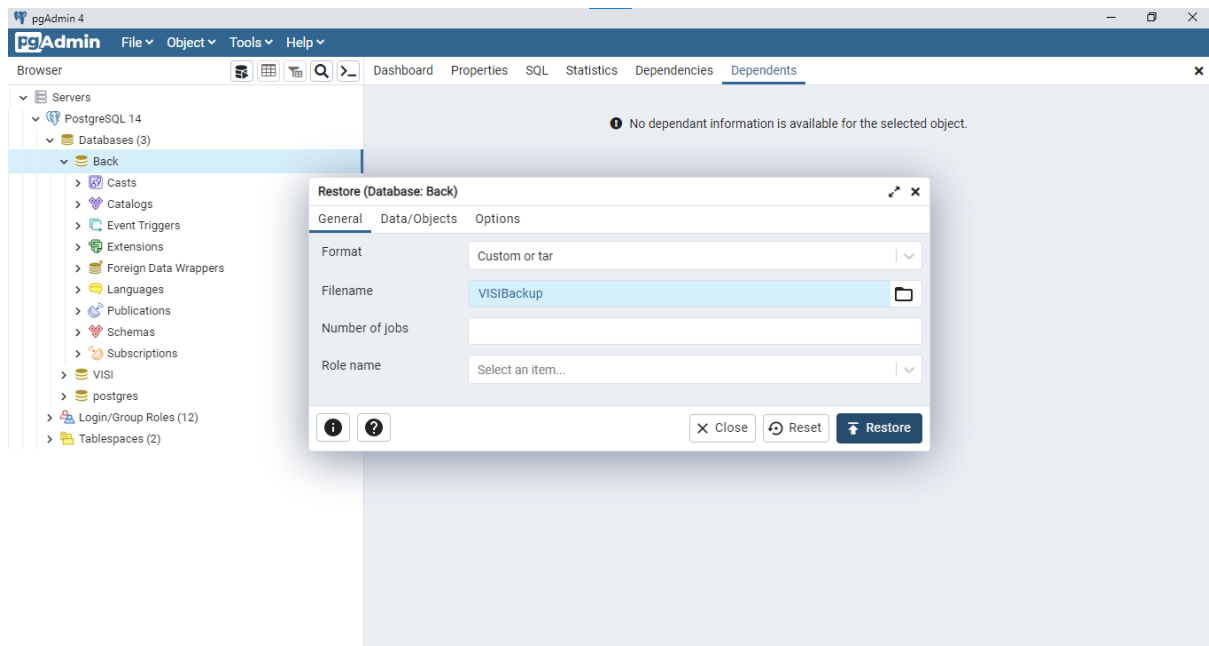 pgAdmin 4
pgAdmin File Object Tools Help
Browser
Dashboard Properties SQL Statistics Dependencies Dependents
Servers
PostgreSQL 14
Databases (3)
Back
Casts
Catalogs
Event Triggers
Extensions
Foreign Data Wrappers
Languages
Publications
Schemas
Subscriptions
VISI
postgres
Login/Group Roles (12)
Tablespaces (2)
No dependant information is available for the selected object.
Restore (Database: Back)
General Data/Objects Options
Format Custom or tar
Filename VISIBackup
Number of jobs
Role name Select an item...
Close Reset Restore